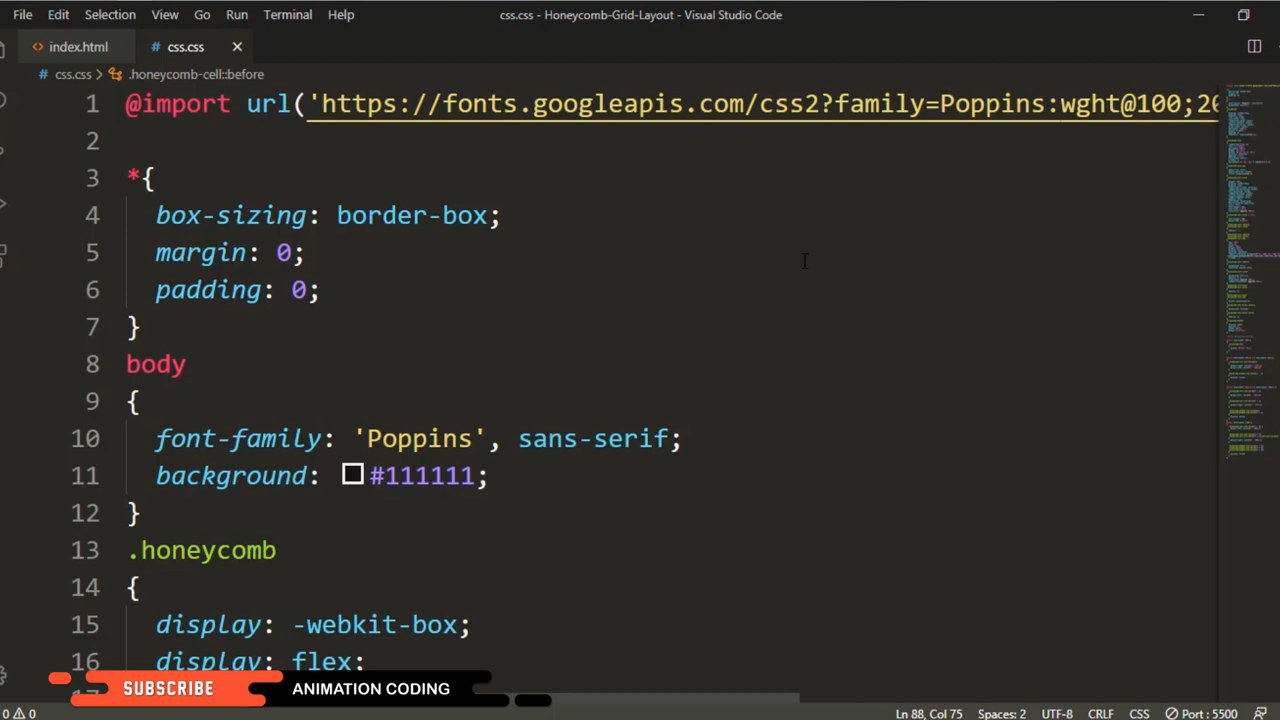 File Edit Selection View Go Run Terminal Help css.css - Honeycomb-Grid-Layout - Visual Studio Code
index.html # css.css
# css.css .honeycomb-cell::before
1 @import url('https://fonts.googleapis.com/css2?family=Poppins:wght@100;20
2
3 *{
4 box-sizing: border-box;
5 margin: 0;
6 padding: 0;
7 }
8 body
9 {
10 font-family: 'Poppins', sans-serif;
11 background: #111111;
12 }
13 .honeycomb
14 {
15 display: -webkit-box;
16 display: flex;
SUBSCRIBE ANIMATION CODING
0 0 Ln 88, Col 75 Spaces: 2 UTF-8 CRLF CSS Port : 5500